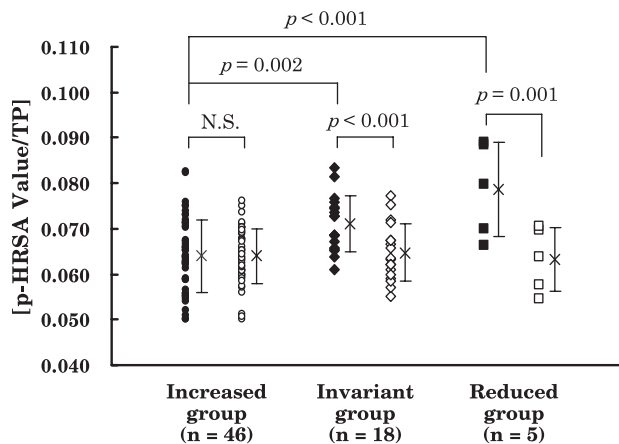 p < 0.001
p = 0.002
p = 0.001
N.S.
p < 0.001
[p-HRSA Value/TP]
0.110
0.100
0.090
0.080
0.070
0.060
0.050
0.040
Increased group (n = 46)
Invariant group (n = 18)
Reduced group (n = 5)